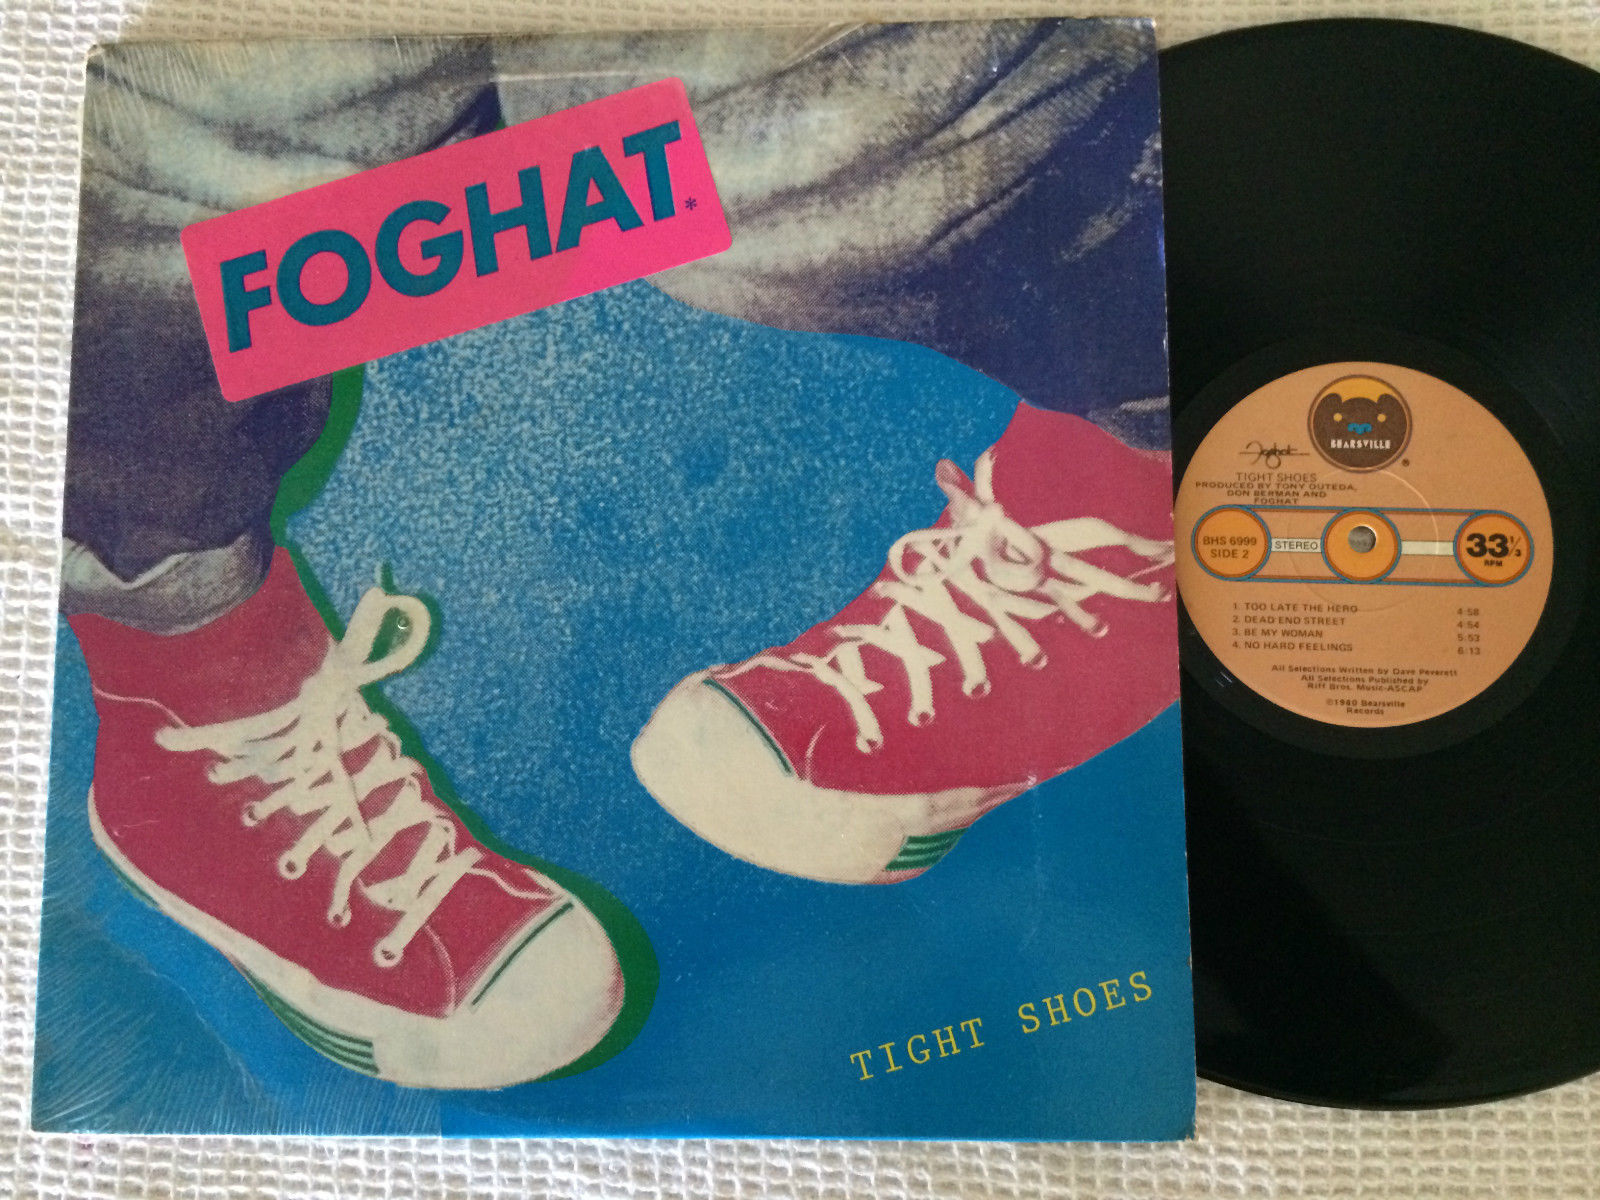 FOGHAT*
TIGHT SHOES
BEARSVILLE®
Foghat
TIGHT SHOES
PRODUCED BY TONY OUTEDA,
DON BERMAN AND
FOGHAT
BHS 6999
SIDE 2
STEREO
33 1/3
RPM
1. TOO LATE THE HERO 4:58
2. DEAD END STREET 4:54
3. BE MY WOMAN 5:53
4. NO HARD FEELINGS 6:13
All Selections Written by Dave Peverett
All Selections Published by
Riff Bros. Music-ASCAP
©1980 Bearsville
Records